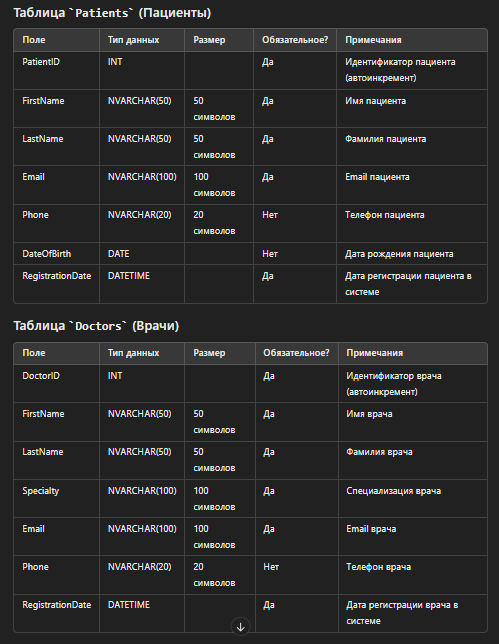 Таблица `Patients` (Пациенты)
Поле Тип данных Размер Обязательное? Примечания
PatientID INT Да Идентификатор пациента
(автоинкремент)
FirstName NVARCHAR(50) 50 Да Имя пациента
символов
LastName NVARCHAR(50) 50 Да Фамилия пациента
символов
Email NVARCHAR(100) 100 Да Email пациента
символов
Phone NVARCHAR(20) 20 Нет Телефон пациента
символов
DateOfBirth DATE Нет Дата рождения пациента
RegistrationDate DATETIME Да Дата регистрации пациента в
системе
Таблица `Doctors` (Врачи)
Поле Тип данных Размер Обязательное? Примечания
DoctorID INT Да Идентификатор врача
(автоинкремент)
FirstName NVARCHAR(50) 50 Да Имя врача
символов
LastName NVARCHAR(50) 50 Да Фамилия врача
символов
Specialty NVARCHAR(100) 100 Да Специализация врача
символов
Email NVARCHAR(100) 100 Да Email врача
символов
Phone NVARCHAR(20) 20 Нет Телефон врача
символов
RegistrationDate DATETIME Да Дата регистрации врача в
системе